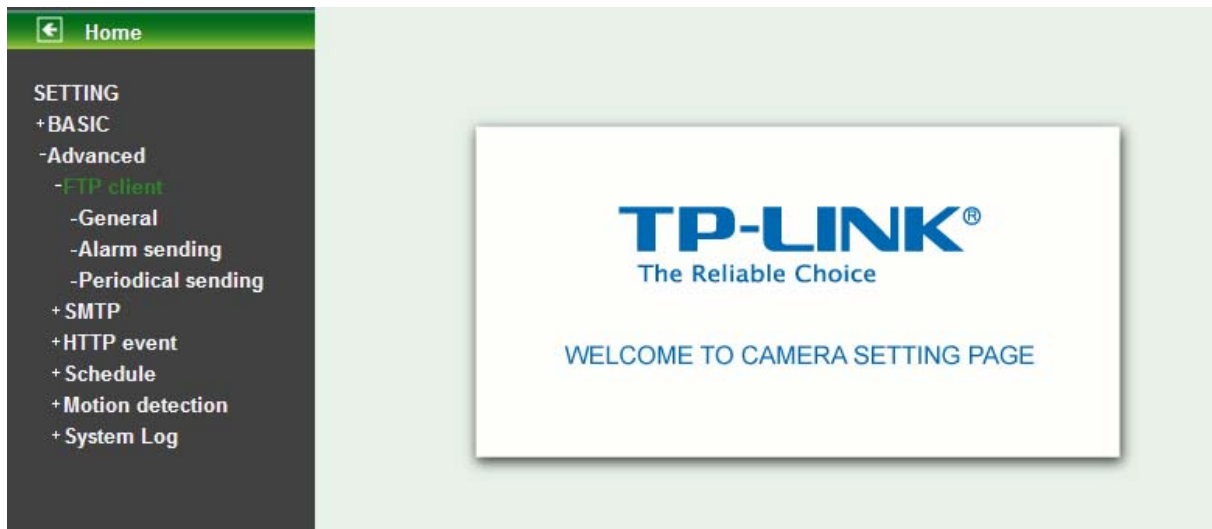 Home
SETTING
+BASIC
-Advanced
-FTP client
-General
-Alarm sending
-Periodical sending
+SMTP
+HTTP event
+Schedule
+Motion detection
+System Log
TP-LINK®
The Reliable Choice
WELCOME TO CAMERA SETTING PAGE